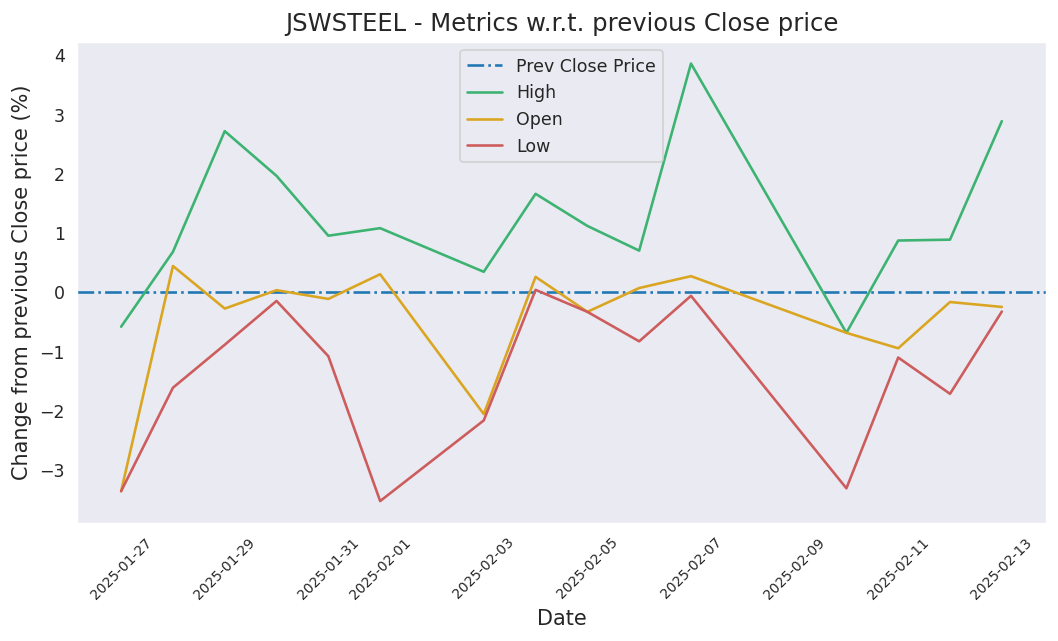 JSWSTEEL - Metrics w.r.t. previous Close price
Change from previous Close price (%)
4
3
2
1
0
−1
−2
−3
Prev Close Price
High
Open
Low
2025-01-27
2025-01-29
2025-01-31
2025-02-01
2025-02-03
2025-02-05
2025-02-07
2025-02-09
2025-02-11
2025-02-13
Date